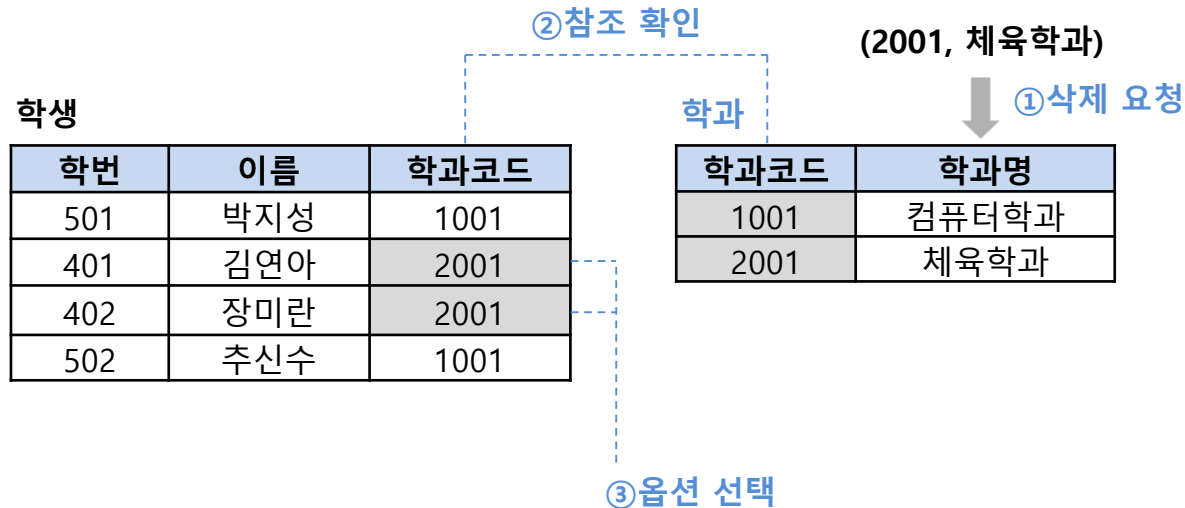 ②참조 확인
(2001, 체육학과)
①삭제 요청
학생
학번 이름 학과코드
501 박지성 1001
401 김연아 2001
402 장미란 2001
502 추신수 1001
학과
학과코드 학과명
1001 컴퓨터학과
2001 체육학과
③옵션 선택